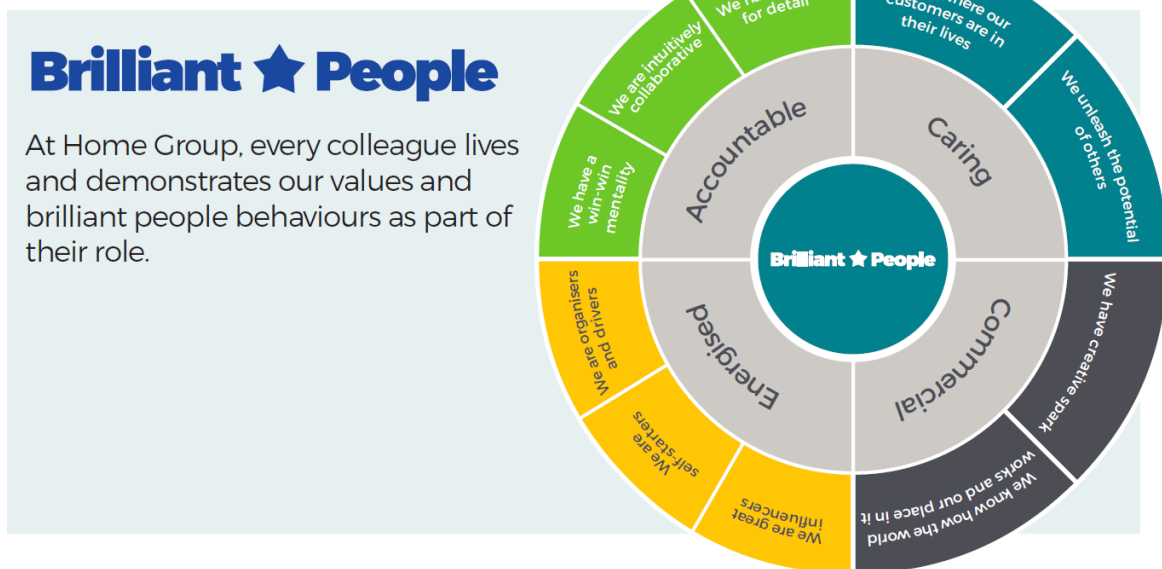 Brilliant People
At Home Group, every colleague lives
and demonstrates our values and
brilliant people behaviours as part of
their role.
for detail
We are intuitively
collaborative
We have a
win-win
mentality
Accountable
customers are in
their lives
We unleash the potential
of others
Caring
Brilliant People
We are organisers
and drivers
We are
self-starters
We are great
influencers
Energised
We have creative spark
We know how the world
works and our place in it
Commercial